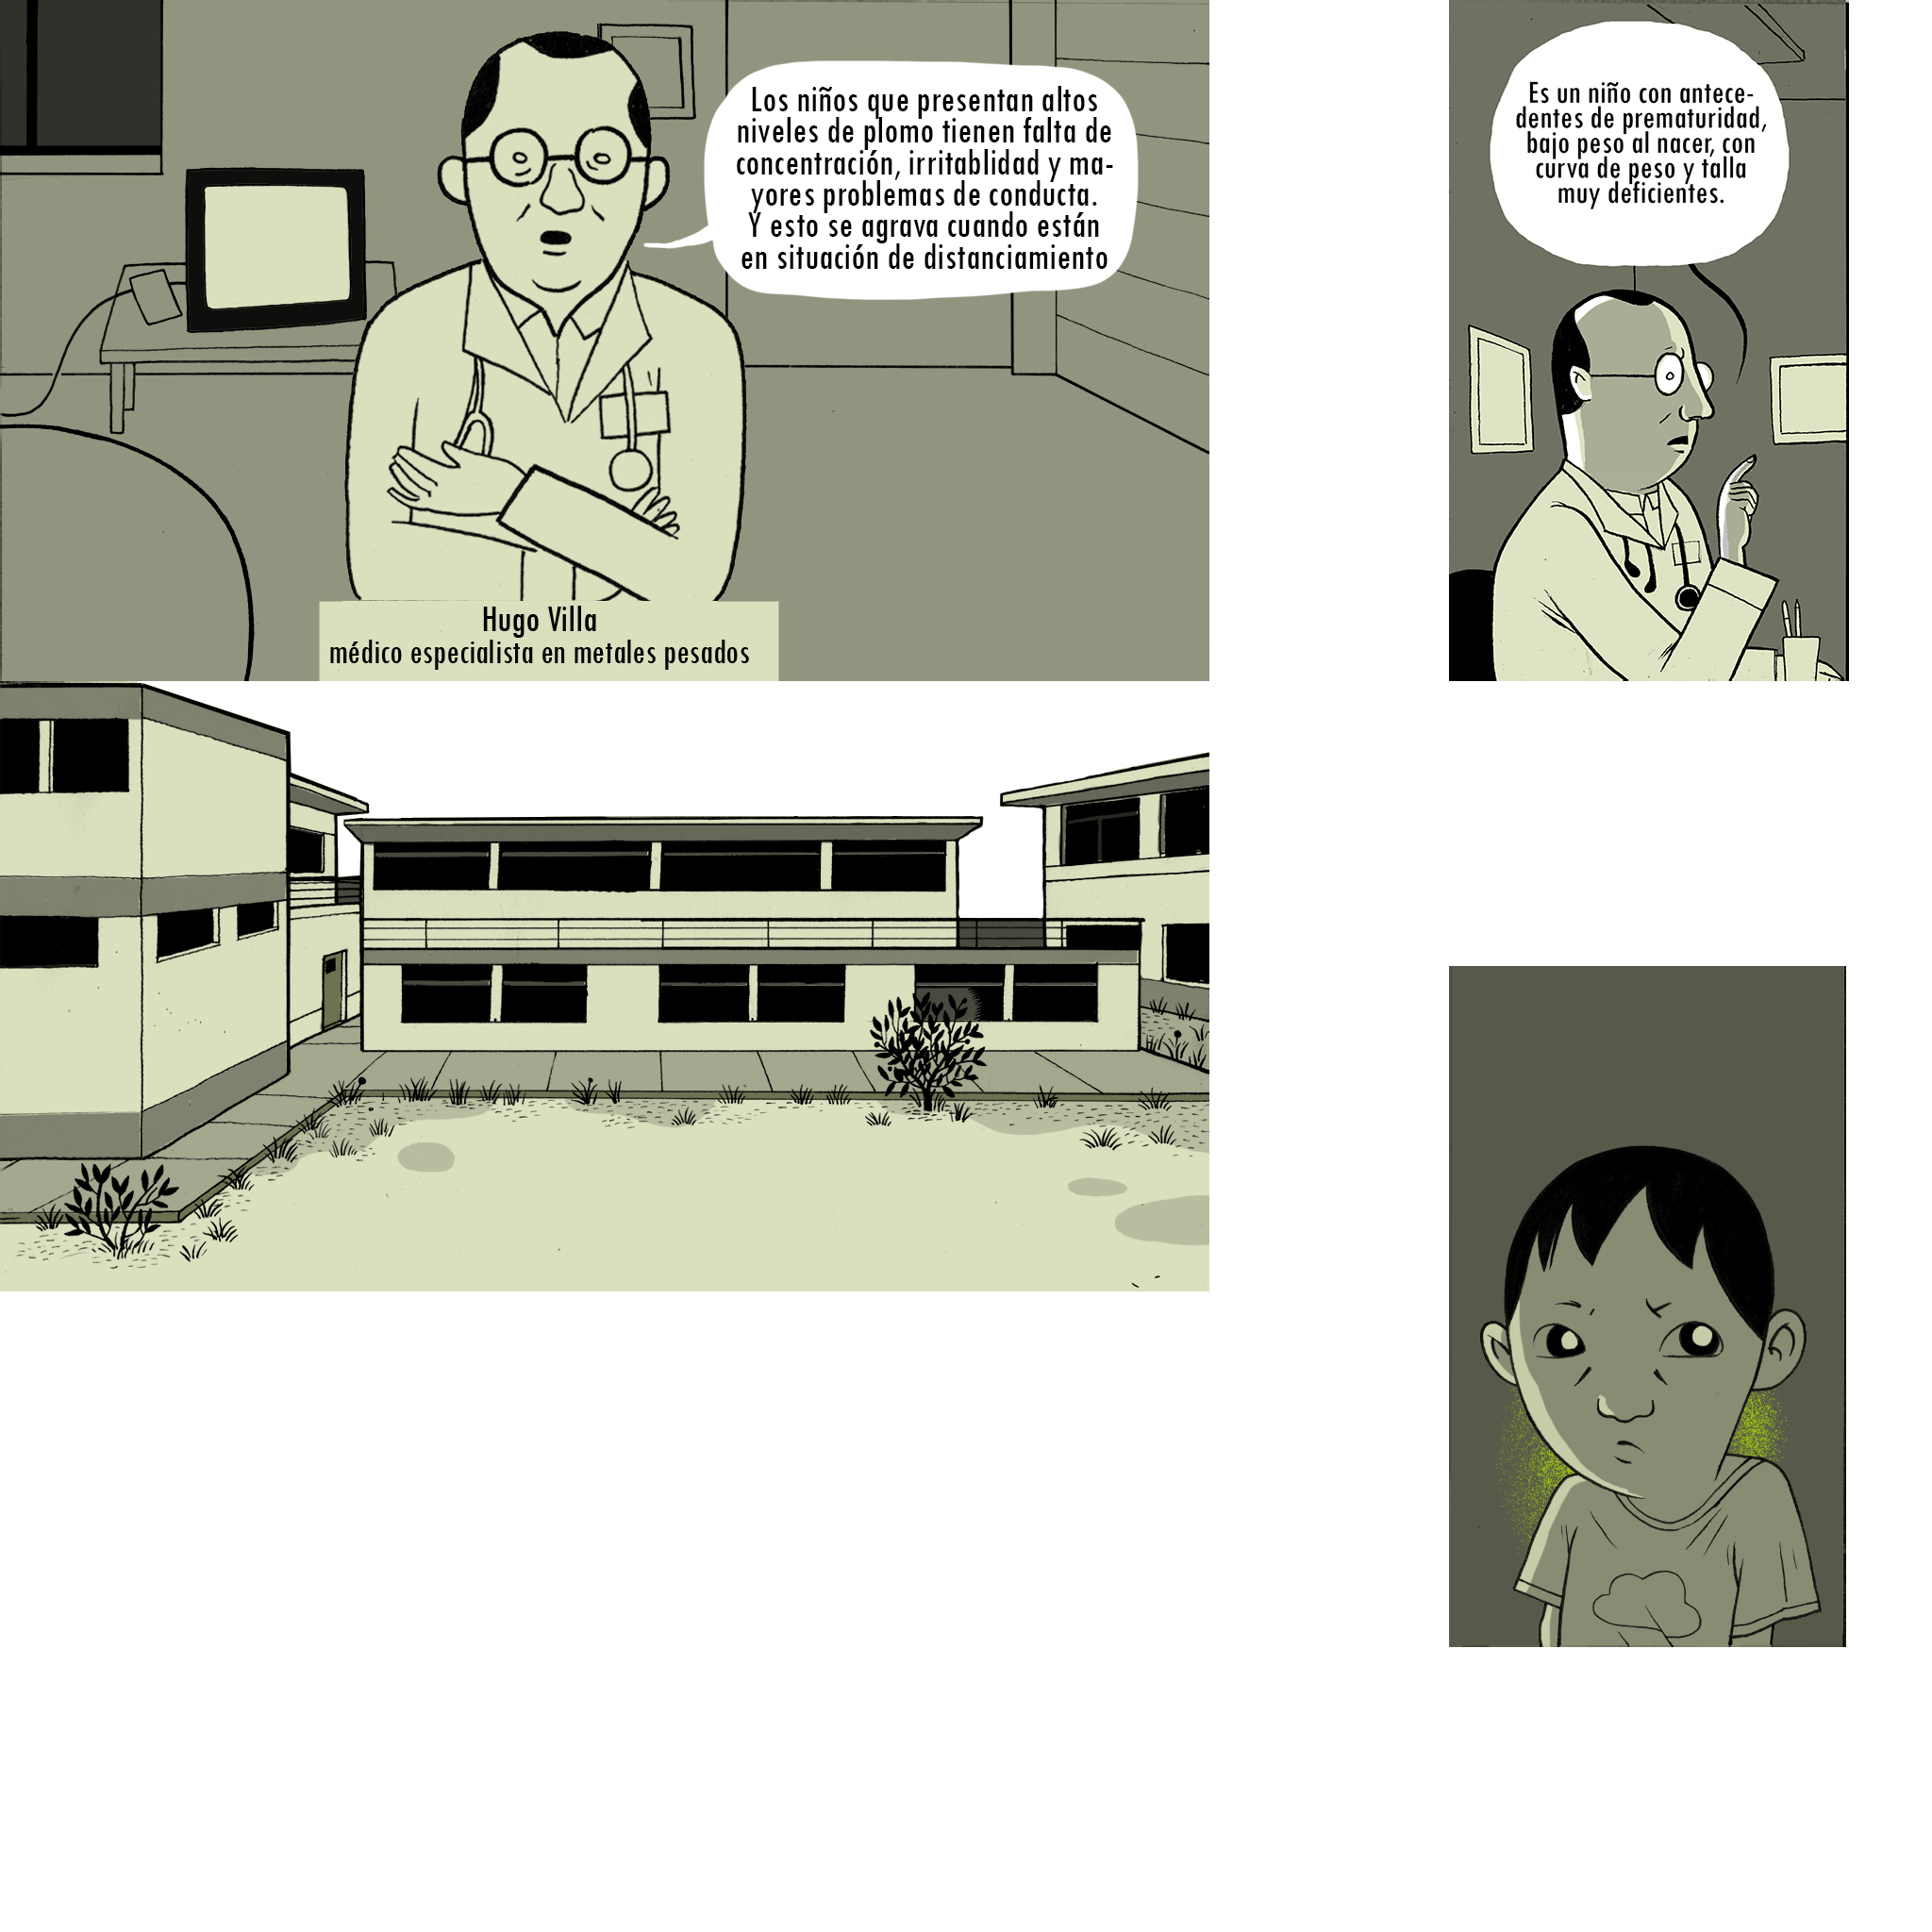 Los niños que presentan altos
niveles de plomo tienen falta de
concentración, irritablidad y ma-
yores problemas de conducta.
Y esto se agrava cuando están
en situación de distanciamiento
Hugo Villa
médico especialista en metales pesados
Es un niño con antece-
dentes de prematuridad,
bajo peso al nacer, con
curva de peso y talla
muy deficientes.